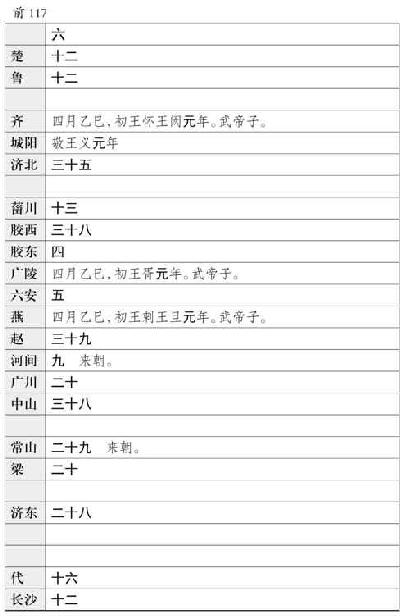 前117
六
楚 十二
鲁 十二
齐 四月乙巳,初王怀王闳元年。武帝子。
城阳 敬王义元年
济北 三十五
菑川 十三
胶西 三十八
胶东 四
广陵 四月乙巳,初王胥元年。武帝子。
六安 五
燕 四月乙巳,初王剌王旦元年。武帝子。
赵 三十九
河间 九 来朝。
广川 二十
中山 三十八
常山 二十九 来朝。
梁 二十
济东 二十八
代 十六
长沙 十二